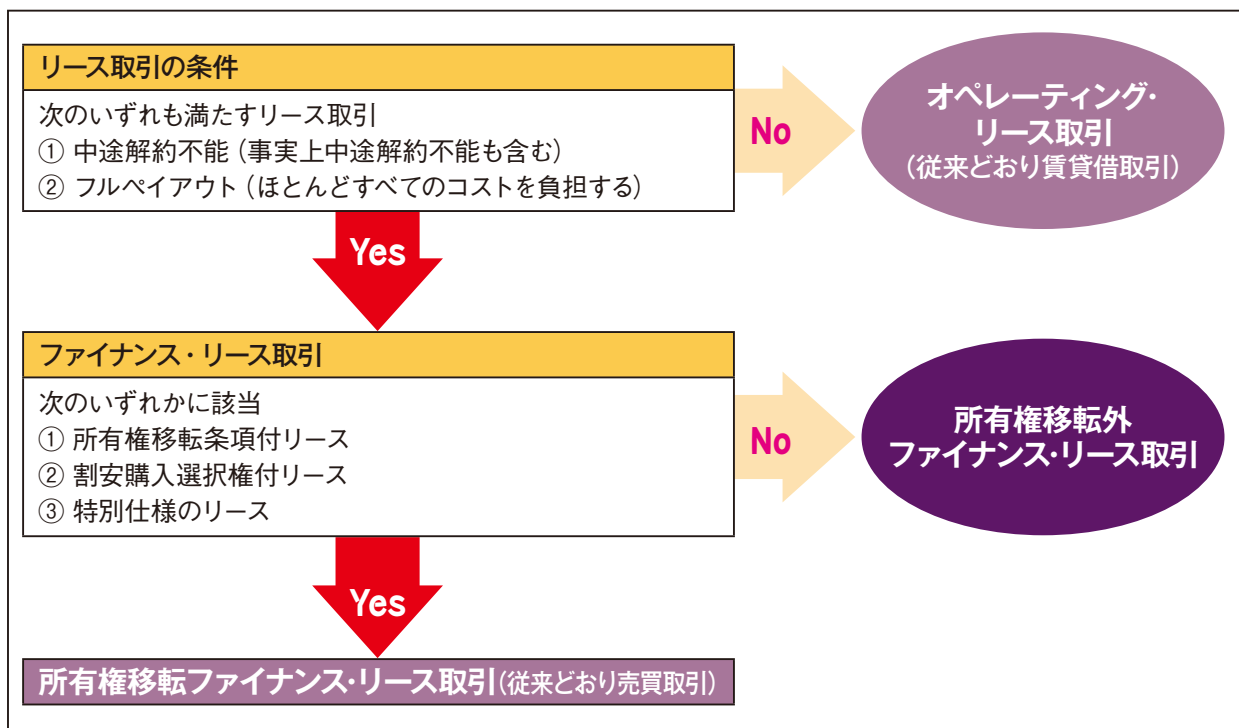 リース取引の条件
次のいずれも満たすリース取引
① 中途解約不能（事実上中途解約不能も含む）
② フルペイアウト（ほとんどすべてのコストを負担する）
No
オペレーティング・
リース取引
（従来どおり賃貸借取引）
Yes
ファイナンス・リース取引
次のいずれかに該当
① 所有権移転条項付リース
② 割安購入選択権付リース
③ 特別仕様のリース
No
所有権移転外
ファイナンス・リース取引
Yes
所有権移転ファイナンス・リース取引（従来どおり売買取引）